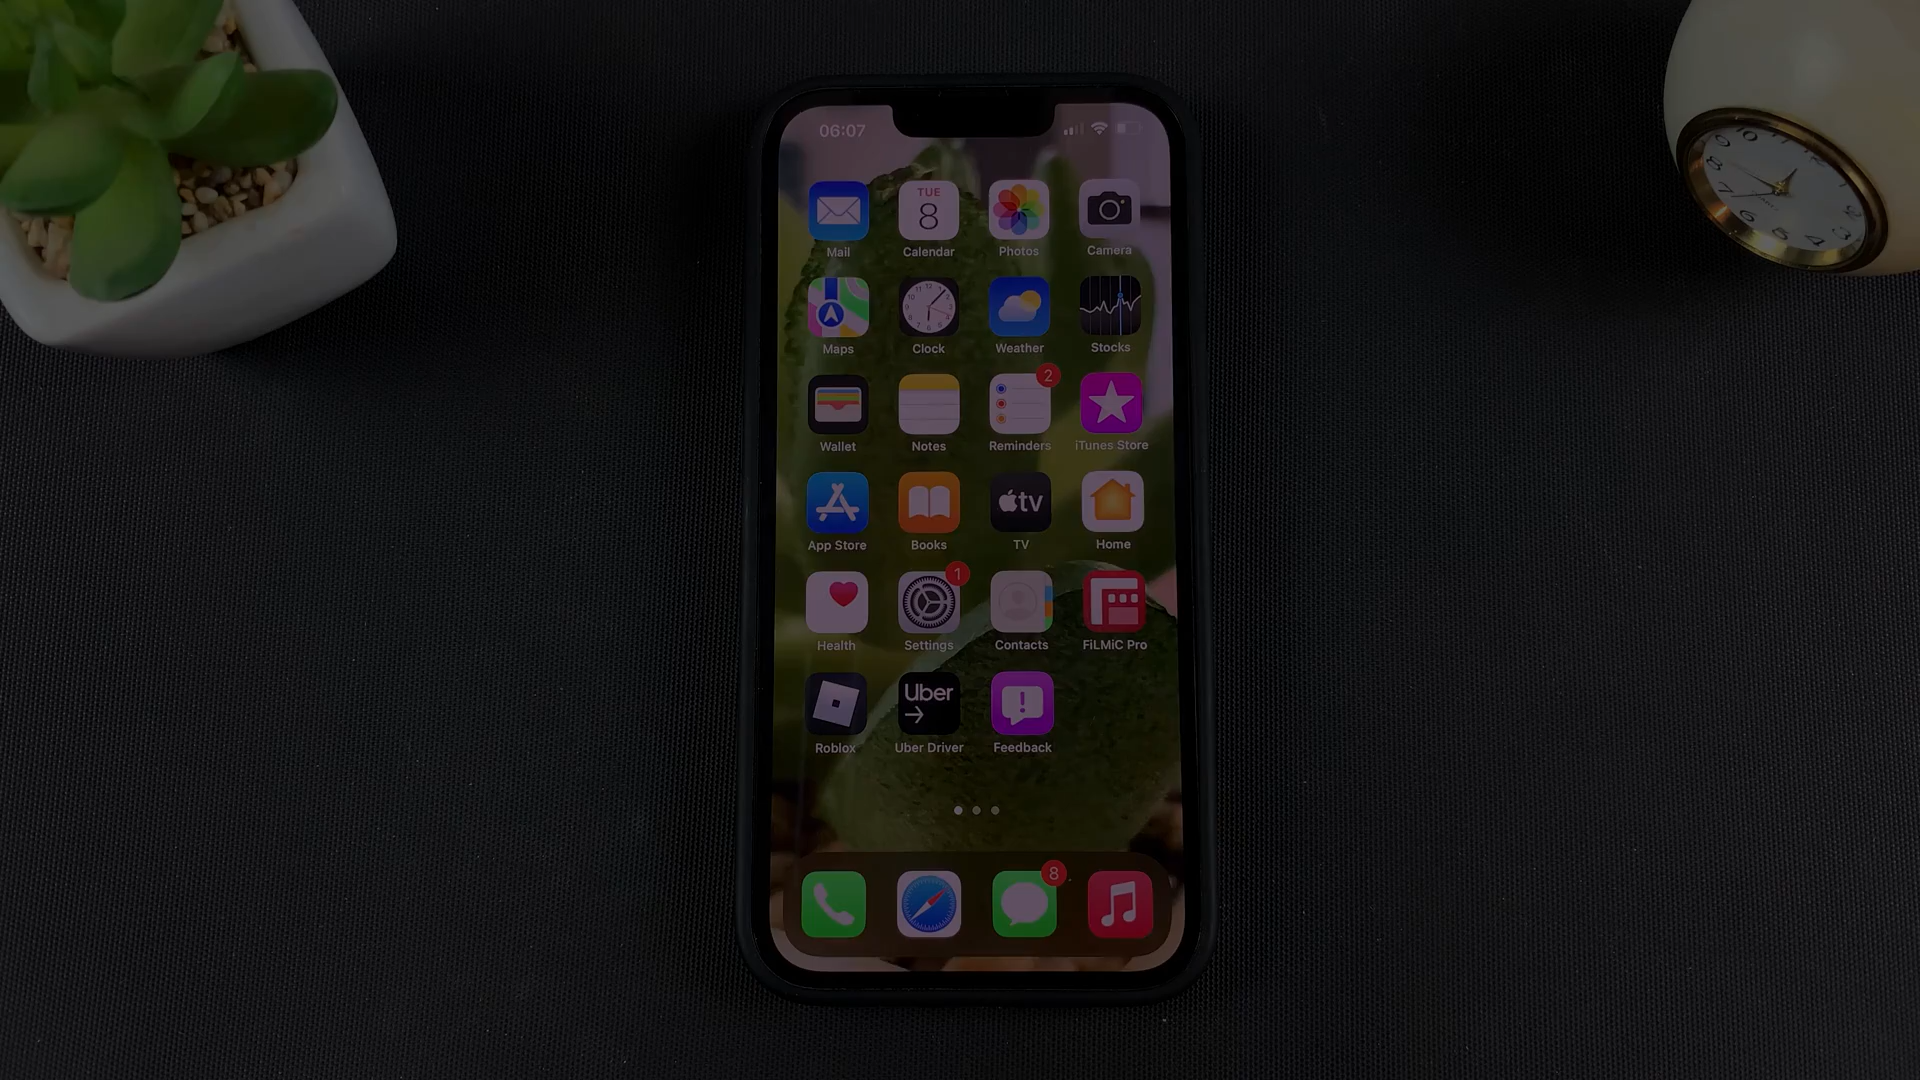 06:07
TUE
8
Mail
Calendar
Photos
Camera
Maps
Clock
Weather
Stocks
2
Wallet
Notes
Reminders
iTunes Store
tv
App Store
Books
TV
Home
1
Health
Settings
Contacts
FiLMiC Pro
Uber
!
Roblox
Uber Driver
Feedback
8